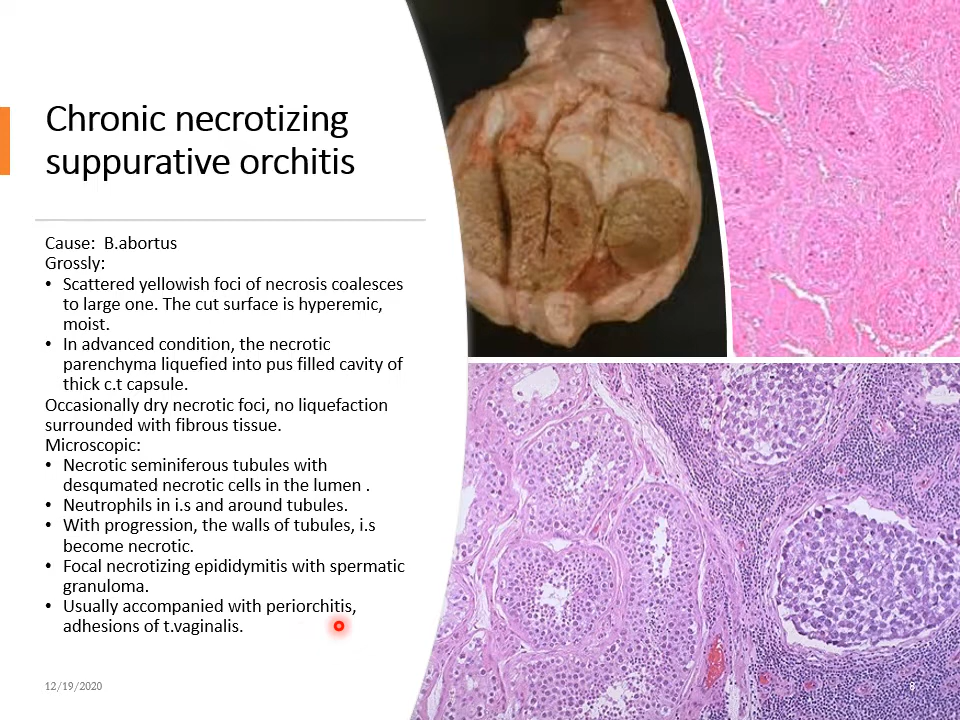 Chronic necrotizing
suppurative orchitis
Cause:  B.abortus
Grossly:
• Scattered yellowish foci of necrosis coalesces
to large one. The cut surface is hyperemic,
moist.
• In advanced condition, the necrotic
parenchyma liquefied into pus filled cavity of
thick c.t capsule.
Occasionally dry necrotic foci, no liquefaction
surrounded with fibrous tissue.
Microscopic:
• Necrotic seminiferous tubules with
desqumated necrotic cells in the lumen .
• Neutrophils in i.s and around tubules.
• With progression, the walls of tubules, i.s
become necrotic.
• Focal necrotizing epididymitis with spermatic
granuloma.
• Usually accompanied with periorchitis,
adhesions of t.vaginalis.
12/19/2020